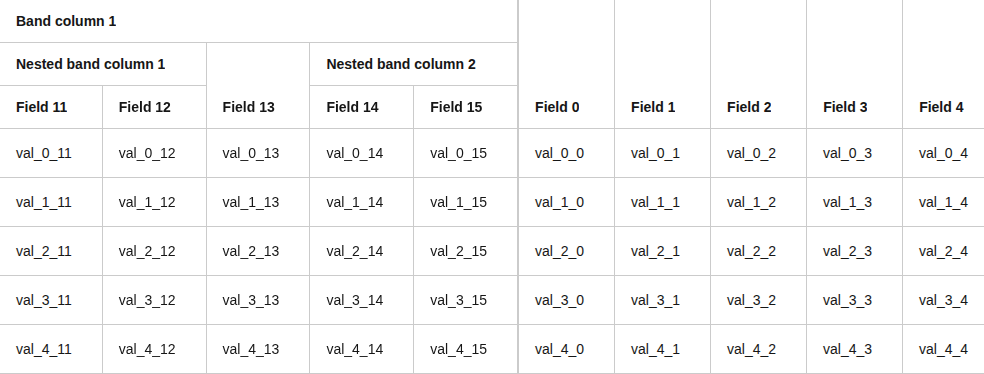 Band column 1
Nested band column 1 Nested band column 2
Field 11 Field 12 Field 13 Field 14 Field 15 Field 0 Field 1 Field 2 Field 3 Field 4
val_0_11 val_0_12 val_0_13 val_0_14 val_0_15 val_0_0 val_0_1 val_0_2 val_0_3 val_0_4
val_1_11 val_1_12 val_1_13 val_1_14 val_1_15 val_1_0 val_1_1 val_1_2 val_1_3 val_1_4
val_2_11 val_2_12 val_2_13 val_2_14 val_2_15 val_2_0 val_2_1 val_2_2 val_2_3 val_2_4
val_3_11 val_3_12 val_3_13 val_3_14 val_3_15 val_3_0 val_3_1 val_3_2 val_3_3 val_3_4
val_4_11 val_4_12 val_4_13 val_4_14 val_4_15 val_4_0 val_4_1 val_4_2 val_4_3 val_4_4